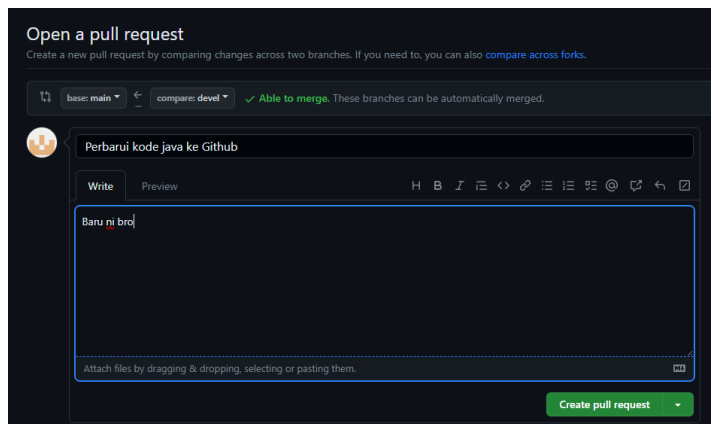 Open a pull request
Create a new pull request by comparing changes across two branches. If you need to, you can also compare across forks.
base: main ← ... compare: devel ✓ Able to merge. These branches can be automatically merged.
Perbarui kode java ke Github
Write Preview
Baru ni bro
Attach files by dragging & dropping, selecting or pasting them.
Create pull request